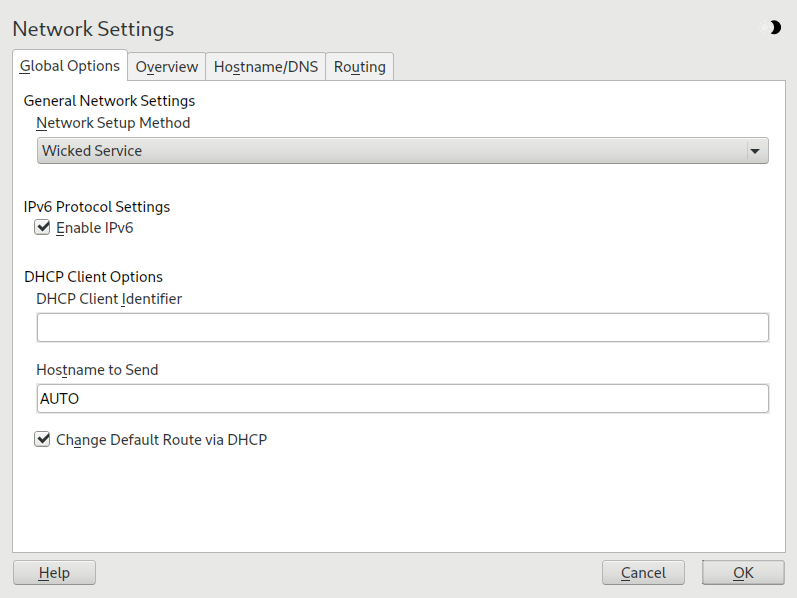 Network Settings
Global Options Overview Hostname/DNS Routing
General Network Settings
Network Setup Method
Wicked Service
IPv6 Protocol Settings
Enable IPv6
DHCP Client Options
DHCP Client Identifier
Hostname to Send
AUTO
Change Default Route via DHCP
Help Cancel OK